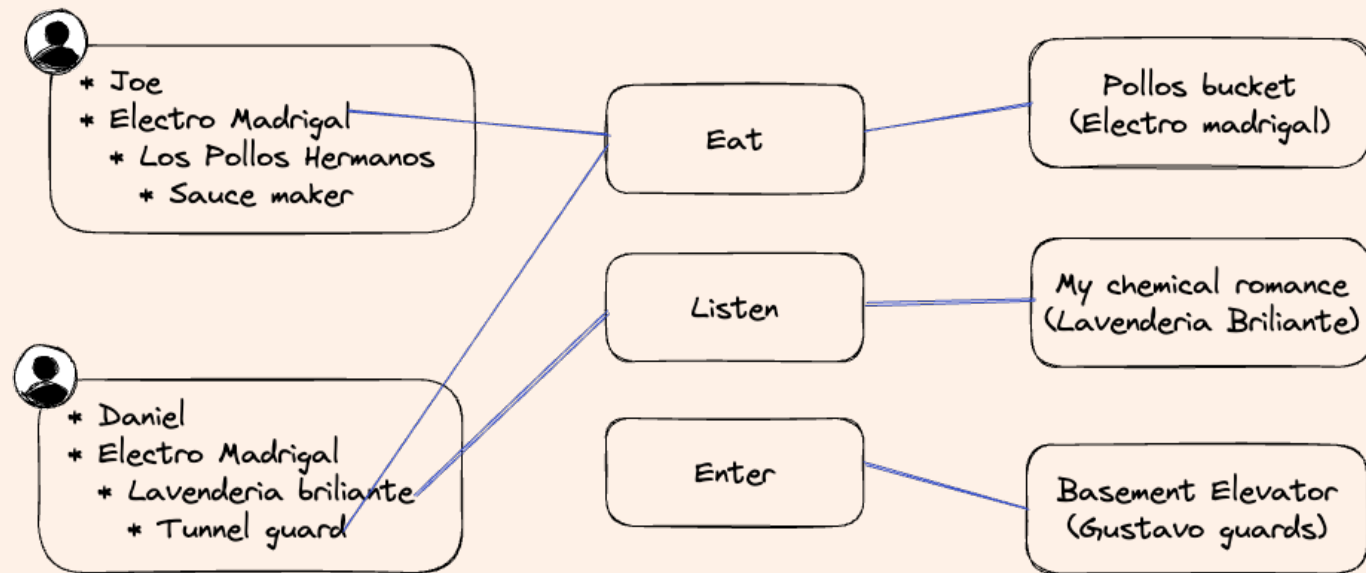 * Joe
* Electro Madrigal
* Los Pollos Hermanos
* Sauce maker
* Daniel
* Electro Madrigal
* Lavenderia briliante
* Tunnel guard
Eat
Listen
Enter
Pollos bucket
(Electro madrigal)
My chemical romance
(Lavenderia Briliante)
Basement Elevator
(Gustavo guards)